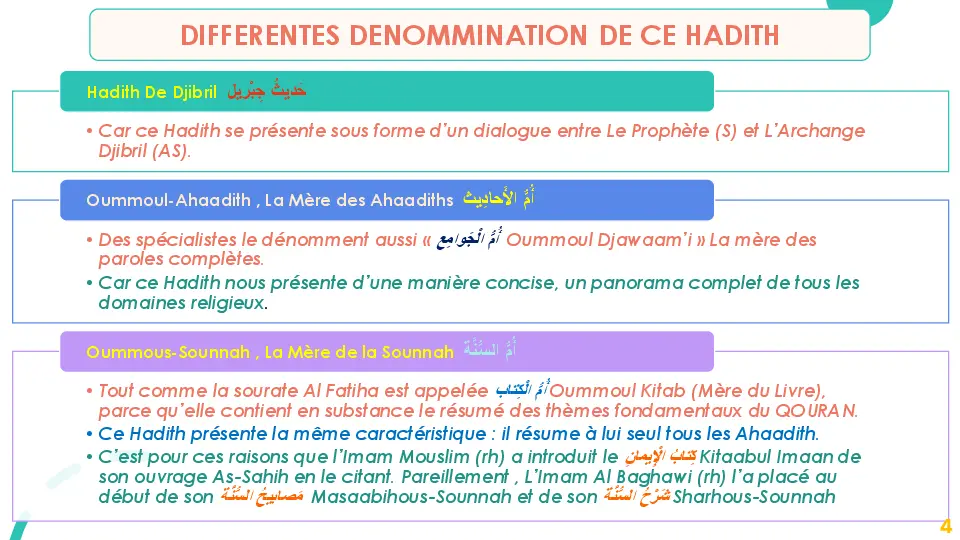 DIFFERENTES DENOMMINATION DE CE HADITH
Hadith De Djibril حَديثُ جِبْرِيل
• Car ce Hadith se présente sous forme d’un dialogue entre Le Prophète (S) et L’Archange
Djibril (AS).
Oummoul-Ahaadith , La Mère des Ahaadiths أُمُّ الأَحادِيث
• Des spécialistes le dénomment aussi « أُمُّ الْجَوامِع Oummoul Djawaam’i » La mère des
paroles complètes.
• Car ce Hadith nous présente d’une manière concise, un panorama complet de tous les
domaines religieux.
Oummous-Sounnah , La Mère de la Sounnah أُمُّ السُّنَّة
• Tout comme la sourate Al Fatiha est appelée أُمُّ الْكِتاب Oummoul Kitab (Mère du Livre),
parce qu’elle contient en substance le résumé des thèmes fondamentaux du QOURAN.
• Ce Hadith présente la même caractéristique : il résume à lui seul tous les Ahaadith.
• C’est pour ces raisons que l’Imam Mouslim (rh) a introduit le كِتابُ الْإِيمانِ Kitaabul Imaan de
son ouvrage As-Sahih en le citant. Pareillement , L’Imam Al Baghawi (rh) l’a placé au
début de son مَصابِيحُ السُّنَّة Masaabihous-Sounnah et de son شَرْحُ السُّنَّة Sharhous-Sounnah
4